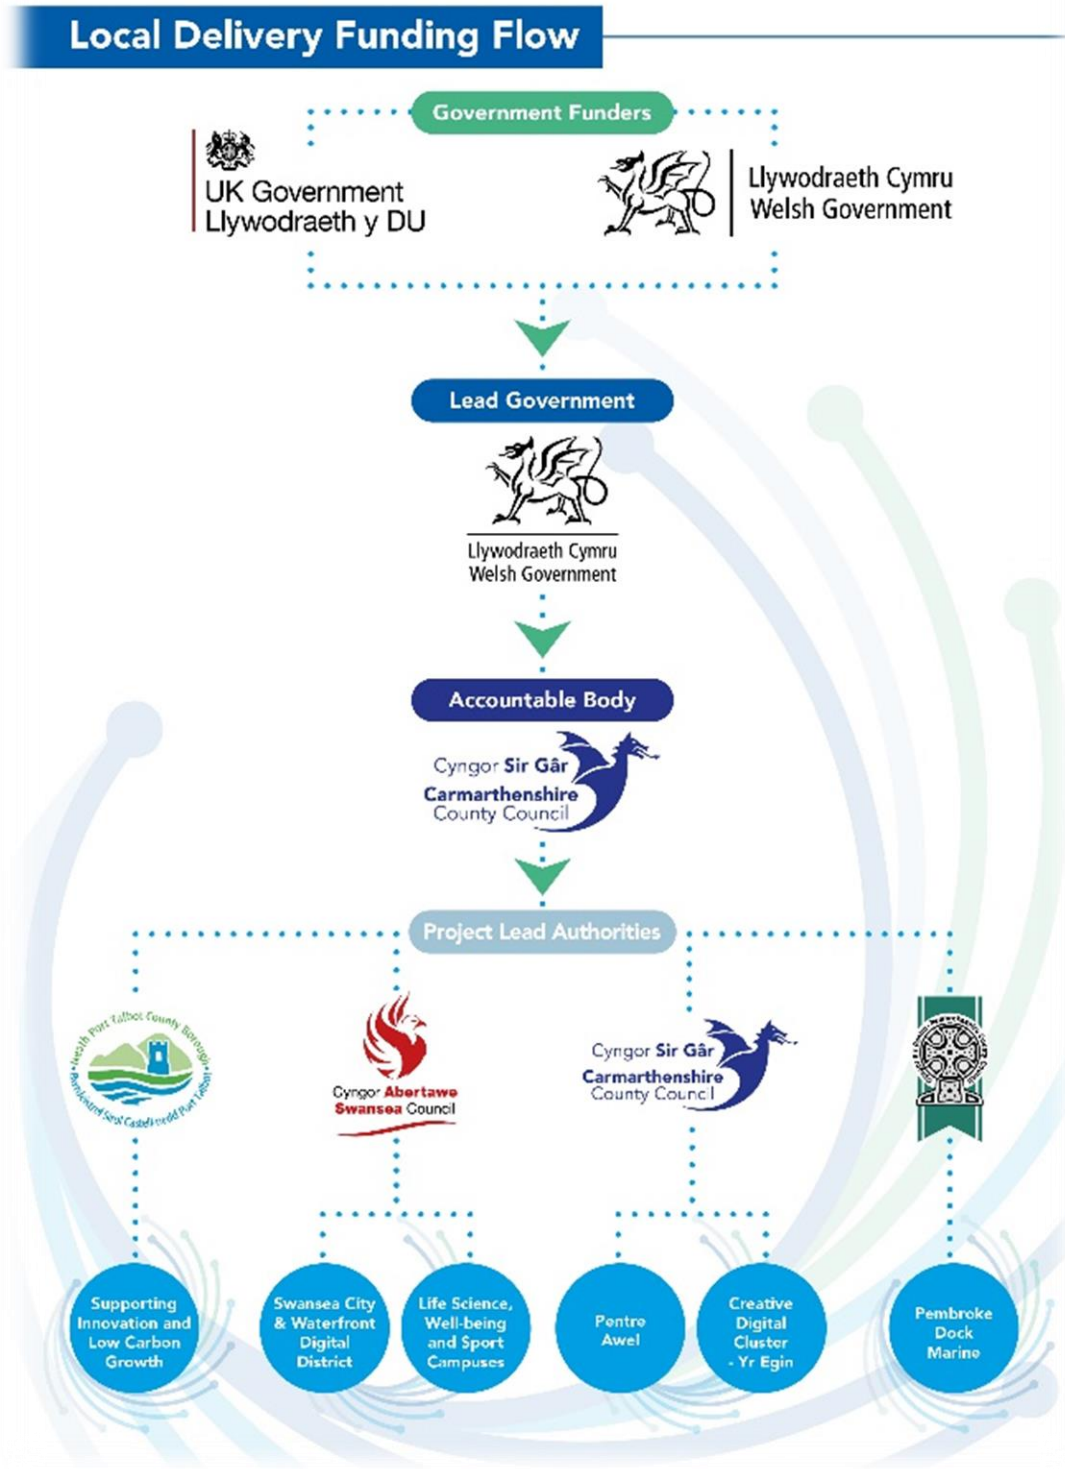 Local Delivery Funding Flow
Government Funders
UK Government
Llywodraeth y DU
Llywodraeth Cymru
Welsh Government
Lead Government
Llywodraeth Cymru
Welsh Government
Accountable Body
Cyngor Sir Gâr
Carmarthenshire
County Council
Project Lead Authorities
Neath Port Talbot County Borough
Cyngor Abertawe
Swansea Council
Cyngor Sir Gâr
Carmarthenshire
County Council
Supporting
Innovation and
Low Carbon
Growth
Swansea City
& Waterfront
Digital
District
Life Science,
Well-being
and Sport
Campuses
Pentre
Awel
Creative
Digital
Cluster
- Yr Egin
Pembroke
Dock
Marine